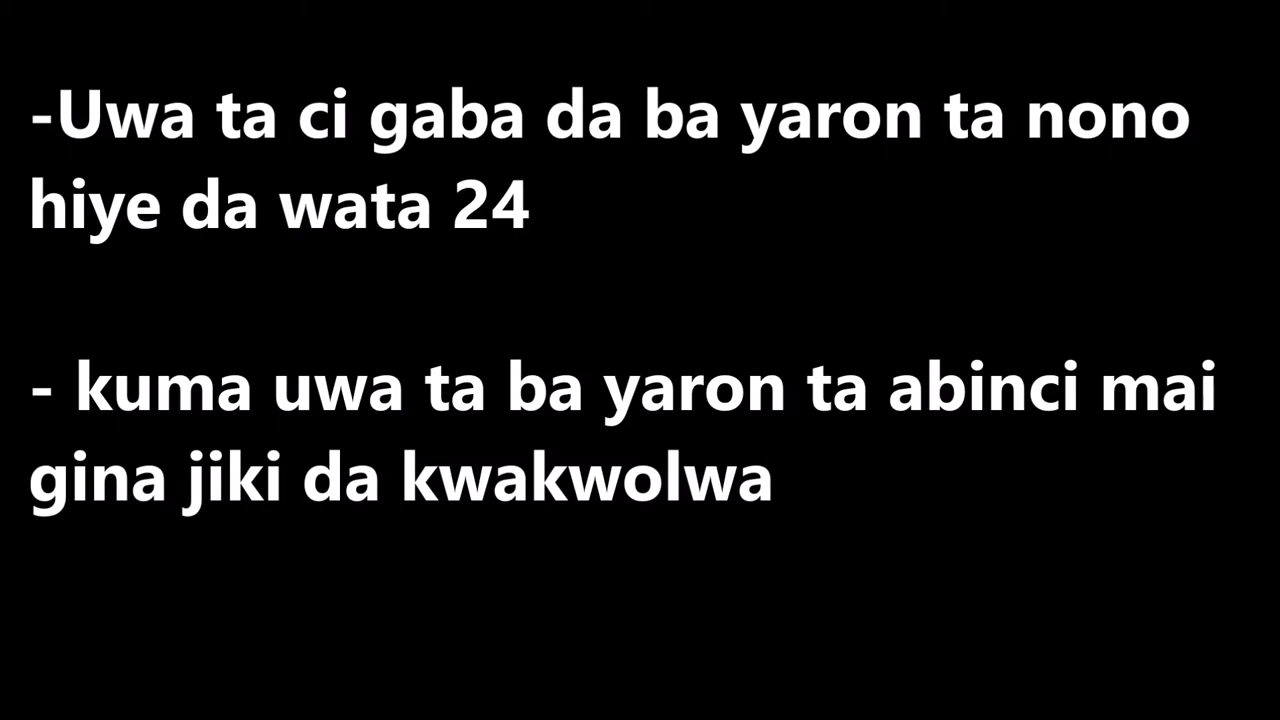 -Uwa ta ci gaba da ba yaron ta nono
hiye da wata 24
- kuma uwa ta ba yaron ta abinci mai
gina jiki da kwakwolwa